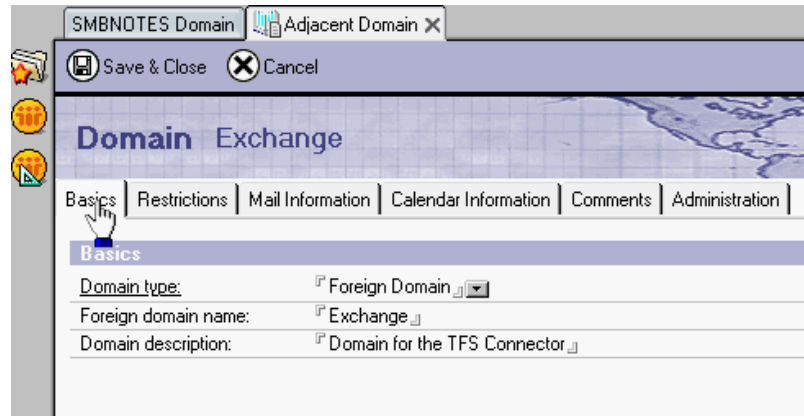 SMBNOTES Domain Adjacent Domain
Save & Close Cancel
Domain Exchange
Basics Restrictions Mail Information Calendar Information Comments Administration
Basics
Domain type: Foreign Domain
Foreign domain name: Exchange
Domain description: Domain for the TFS Connector